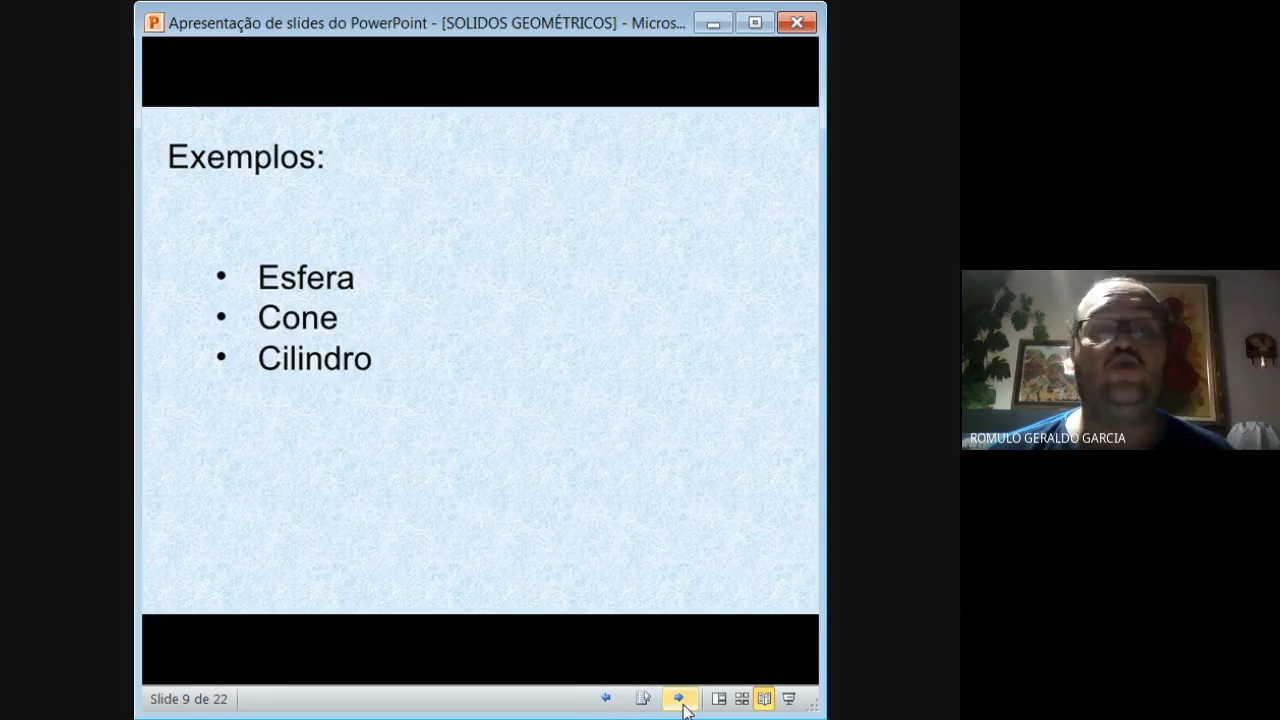 Apresentação de slides do PowerPoint - [SOLIDOS GEOMÉTRICOS] - Micros...
Exemplos:
• Esfera
• Cone
• Cilindro
ROMULO GERALDO GARCIA
Slide 9 de 22